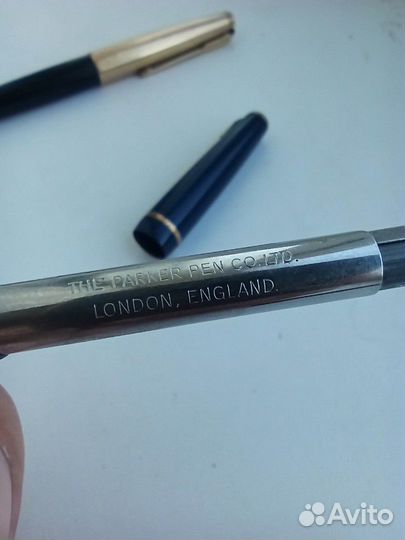 THE PARKER PEN CO. LTD.
LONDON, ENGLAND.
Avito